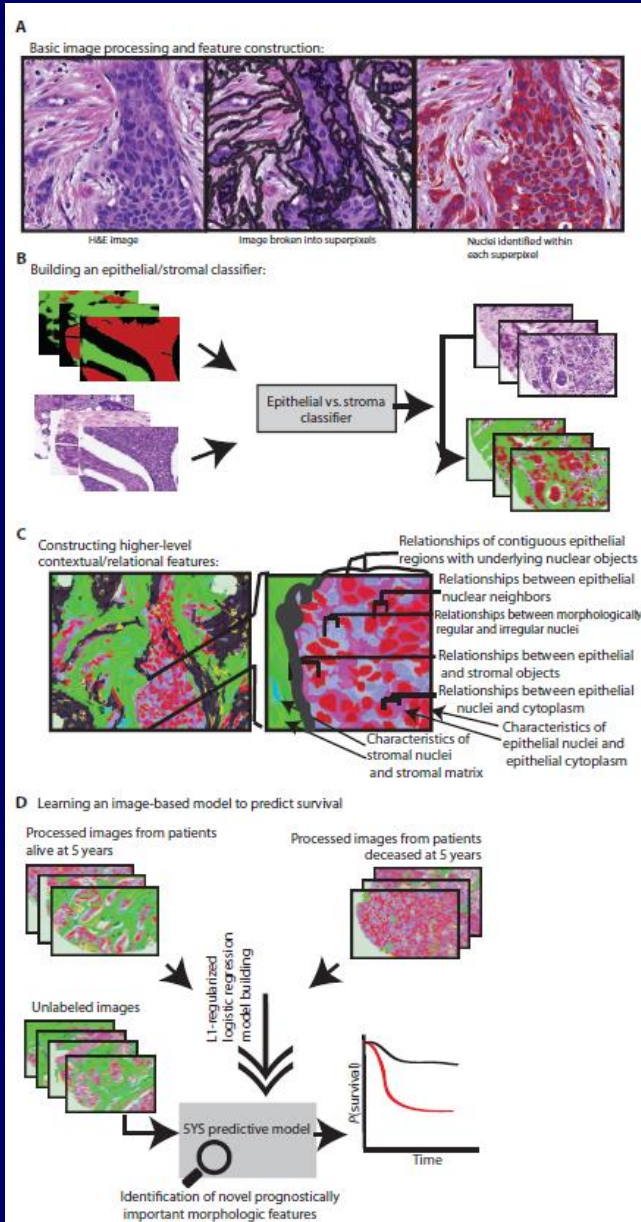 A
Basic image processing and feature construction:
H&E image
Image broken into superpixels
Nuclei identified within
each superpixel
B
Building an epithelial/stromal classifier:
Epithelial vs. stroma
classifier
C
Constructing higher-level
contextual/relational features:
Relationships of contiguous epithelial
regions with underlying nuclear objects
Relationships between epithelial
nuclear neighbors
Relationships between morphologically
regular and irregular nuclei
Relationships between epithelial
and stromal objects
Relationships between epithelial
nuclei and cytoplasm
Characteristics of
stromal nuclei
and stromal matrix
Characteristics of
epithelial nuclei and
epithelial cytoplasm
D Learning an image-based model to predict survival
Processed images from patients
alive at 5 years
Processed images from patients
deceased at 5 years
L1-regularized
logistic regression
model building
Unlabeled images
5YS predictive model
P(survival)
Time
Identification of novel prognostically
important morphologic features